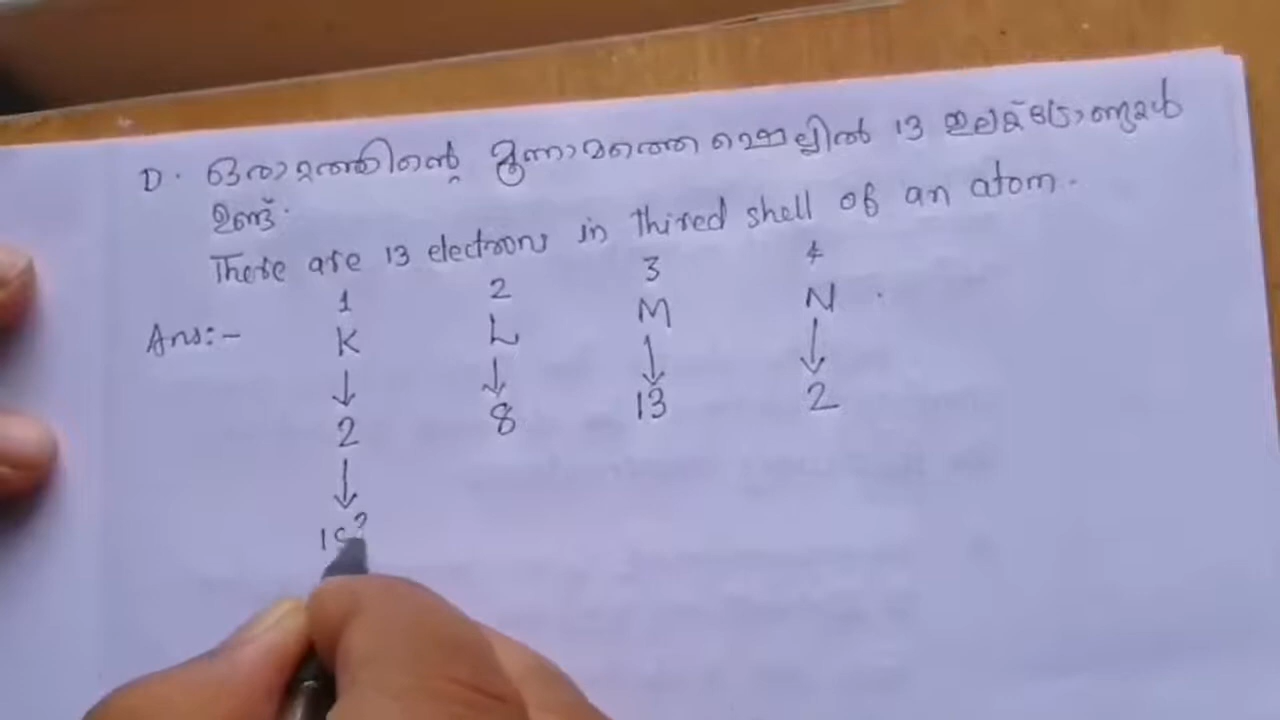 D. ഒരാറ്റത്തിന്റെ മൂന്നാമത്തെ ഷെല്ലിൽ 13 ഇലക്ട്രോണുകൾ
ഉണ്ട്.
There are 13 electrons in thired shell of an atom.
1 2 3 4
Ans:- K L M N
↓ ↓ ↓ ↓
2 8 13 2
↓
1s²